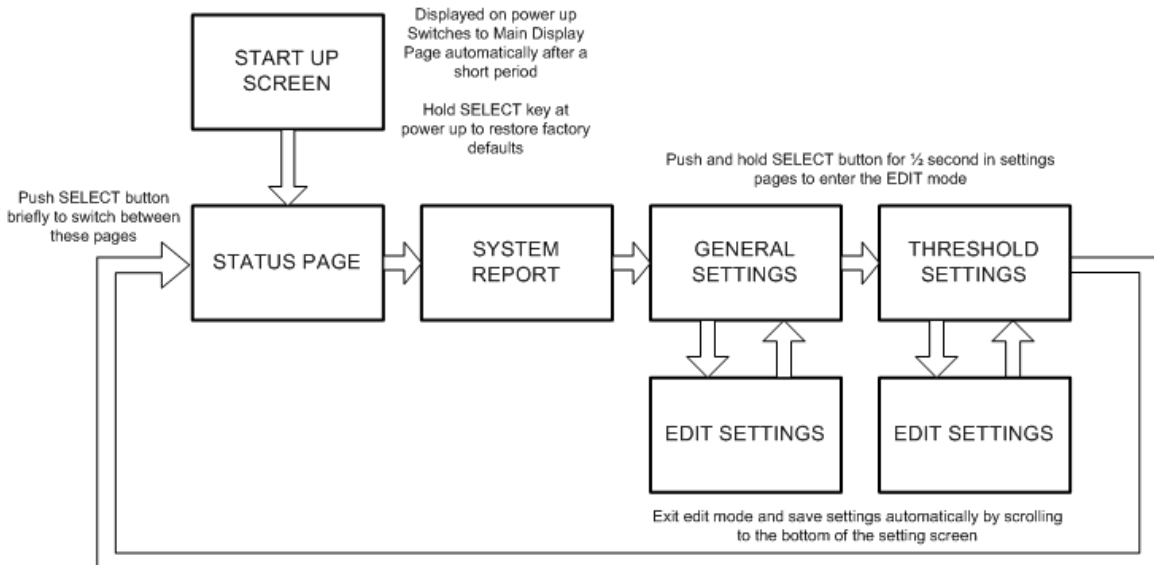 Displayed on power up
Switches to Main Display
Page automatically after a
short period
START UP
SCREEN
Hold SELECT key at
power up to restore factory
defaults
Push and hold SELECT button for ½ second in settings
pages to enter the EDIT mode
Push SELECT button
briefly to switch between
these pages
STATUS PAGE
SYSTEM
REPORT
GENERAL
SETTINGS
THRESHOLD
SETTINGS
EDIT SETTINGS
EDIT SETTINGS
Exit edit mode and save settings automatically by scrolling
to the bottom of the setting screen